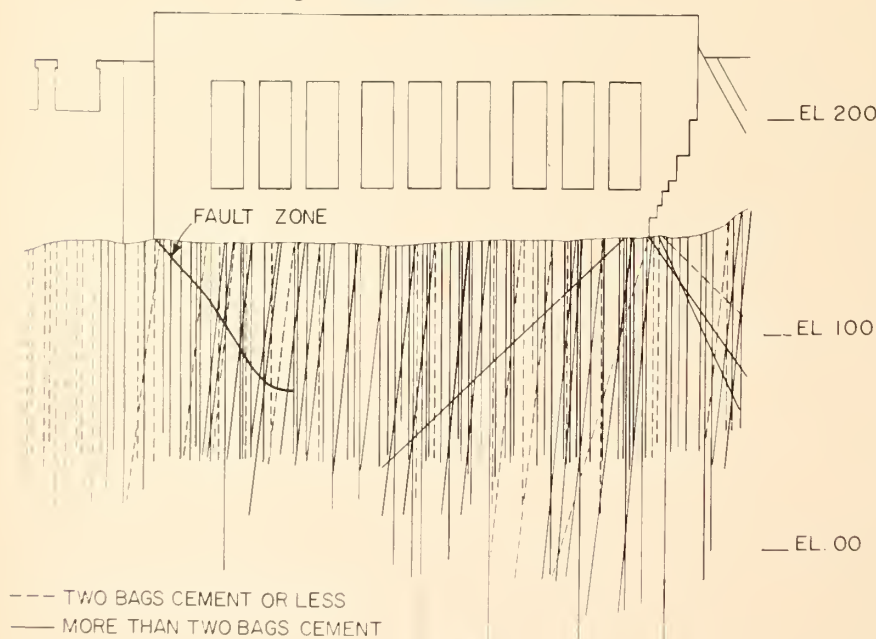 EL 200
FAULT ZONE
EL 100
EL. 00
--- TWO BAGS CEMENT OR LESS
— MORE THAN TWO BAGS CEMENT